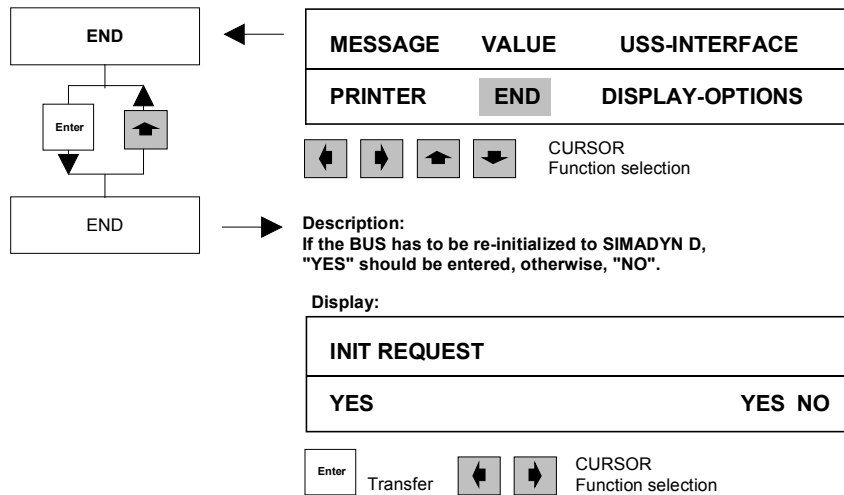 END
MESSAGE VALUE USS-INTERFACE
PRINTER END DISPLAY-OPTIONS
Enter
CURSOR
Function selection
END
Description:
If the BUS has to be re-initialized to SIMADYN D,
"YES" should be entered, otherwise, "NO".
Display:
INIT REQUEST
YES YES NO
Enter Transfer
CURSOR
Function selection